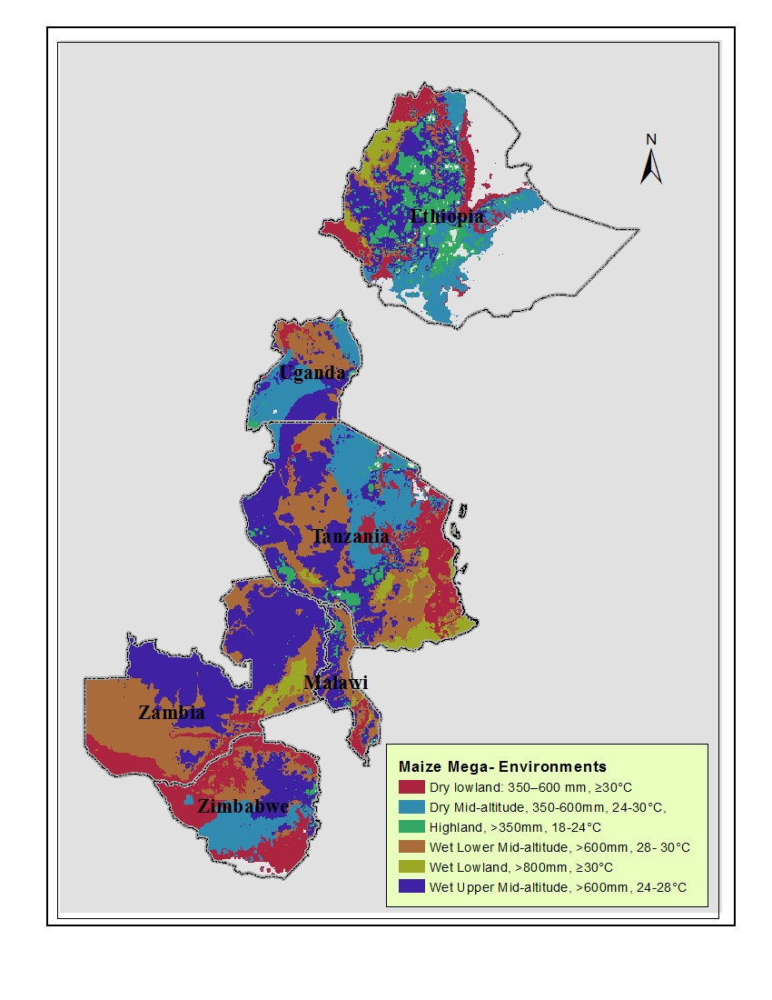 N
Ethiopia
Uganda
Tanzania
Malawi
Zambia
Zimbabwe
Maize Mega- Environments
Dry lowland: 350–600 mm, ≥30°C
Dry Mid-altitude, 350-600mm, 24-30°C,
Highland, >350mm, 18-24°C
Wet Lower Mid-altitude, >600mm, 28- 30°C
Wet Lowland, >800mm, ≥30°C
Wet Upper Mid-altitude, >600mm, 24-28°C